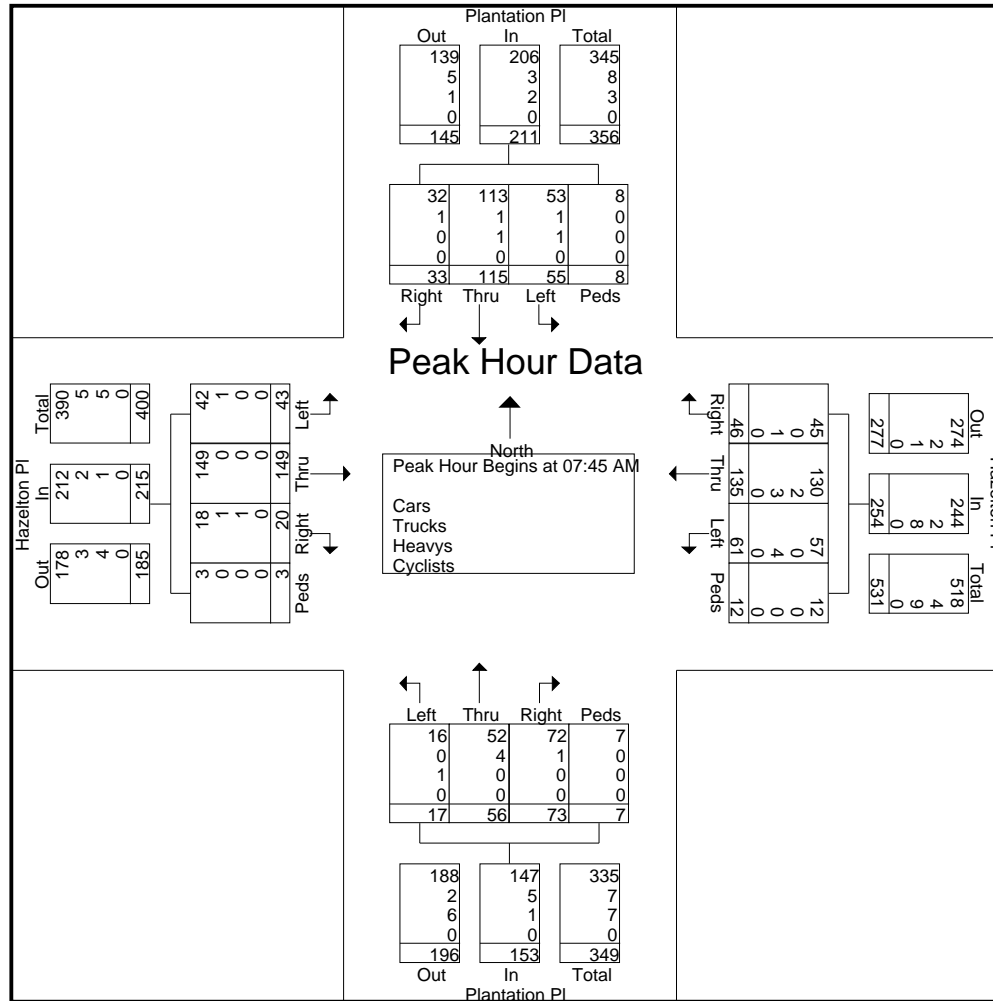 Plantation Pl
Out In Total
139 206 345
5 3 8
1 2 3
0 0 0
145 211 356
32 113 53 8
1 1 1 0
0 1 1 0
0 0 0 0
33 115 55 8
Right Thru Left Peds
Peak Hour Data
North
Peak Hour Begins at 07:45 AM
Cars
Trucks
Heavys
Cyclists
Hazelton Pl
Total
390
5
5
0
400
In
212
2
1
0
215
Out
178
3
4
0
185
Left
42
1
0
0
43
Thru
149
0
0
0
149
Right
18
1
1
0
20
Peds
3
0
0
0
3
Right
45
0
1
0
46
Thru
130
2
3
0
135
Left
57
0
4
0
61
Peds
12
0
0
0
12
Out
274
2
1
0
277
In
244
2
8
0
254
Total
518
4
9
0
531
Left Thru Right Peds
16 52 72 7
0 4 1 0
1 0 0 0
0 0 0 0
17 56 73 7
188 147 335
2 5 7
6 1 7
0 0 0
196 153 349
Out In Total
Plantation Pl